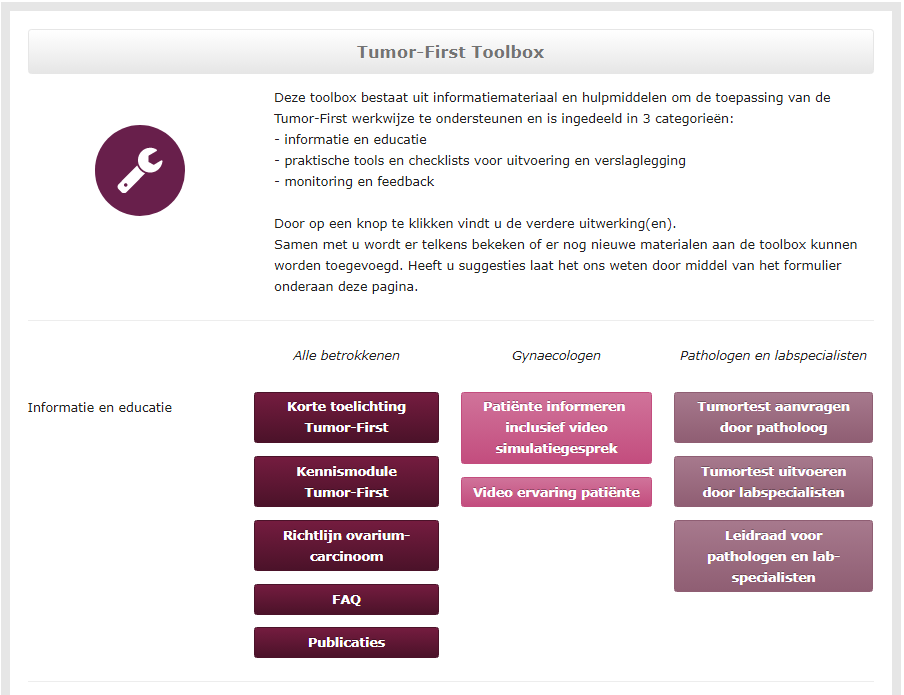 Tumor-First Toolbox
Deze toolbox bestaat uit informatiemateriaal en hulpmiddelen om de toepassing van de
Tumor-First werkwijze te ondersteunen en is ingedeeld in 3 categorieën:
- informatie en educatie
- praktische tools en checklists voor uitvoering en verslaglegging
- monitoring en feedback
Door op een knop te klikken vindt u de verdere uitwerking(en).
Samen met u wordt er telkens bekeken of er nog nieuwe materialen aan de toolbox kunnen
worden toegevoegd. Heeft u suggesties laat het ons weten door middel van het formulier
onderaan deze pagina.
Alle betrokkenen
Gynaecologen
Pathologen en labspecialisten
Informatie en educatie
Korte toelichting
Tumor-First
Kennismodule
Tumor-First
Richtlijn ovarium-
carcinoom
FAQ
Publicaties
Patiënte informeren
inclusief video
simulatiegesprek
Video ervaring patiënte
Tumortest aanvragen
door patholoog
Tumortest uitvoeren
door labspecialisten
Leidraad voor
pathologen en lab-
specialisten